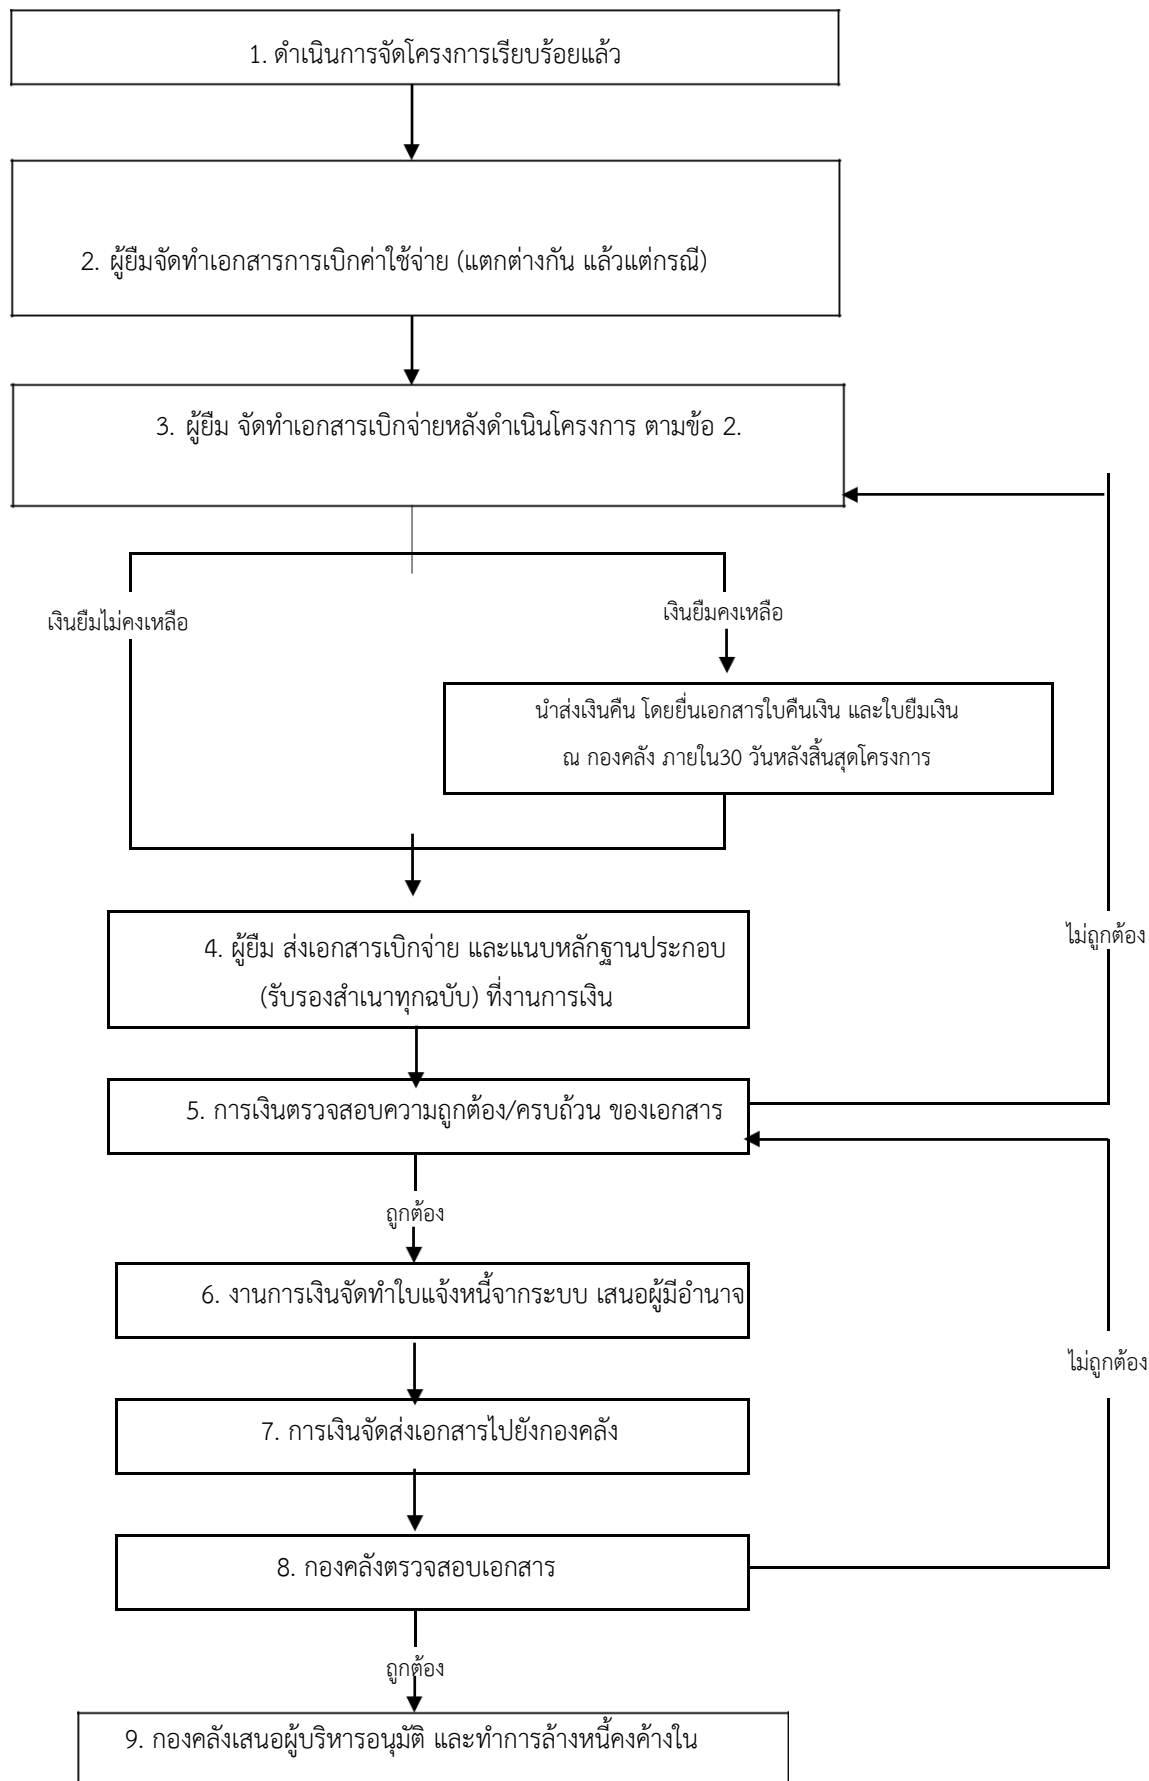 1. ดำเนินการจัดโครงการเรียบร้อยแล้ว
2. ผู้ยืมจัดทำเอกสารการเบิกค่าใช้จ่าย (แตกต่างกัน แล้วแต่กรณี)
3. ผู้ยืม จัดทำเอกสารเบิกจ่ายหลังดำเนินโครงการ ตามข้อ 2.
เงินยืมไม่คงเหลือ
เงินยืมคงเหลือ
นำส่งเงินคืน โดยยื่นเอกสารใบคืนเงิน และใบยืมเงิน
ณ กองคลัง ภายใน30 วันหลังสิ้นสุดโครงการ
4. ผู้ยืม ส่งเอกสารเบิกจ่าย และแนบหลักฐานประกอบ
(รับรองสำเนาทุกฉบับ) ที่งานการเงิน
ไม่ถูกต้อง
5. การเงินตรวจสอบความถูกต้อง/ครบถ้วน ของเอกสาร
ถูกต้อง
6. งานการเงินจัดทำใบแจ้งหนี้จากระบบ เสนอผู้มีอำนาจ
ไม่ถูกต้อง
7. การเงินจัดส่งเอกสารไปยังกองคลัง
8. กองคลังตรวจสอบเอกสาร
ถูกต้อง
9. กองคลังเสนอผู้บริหารอนุมัติ และทำการล้างหนี้คงค้างใน